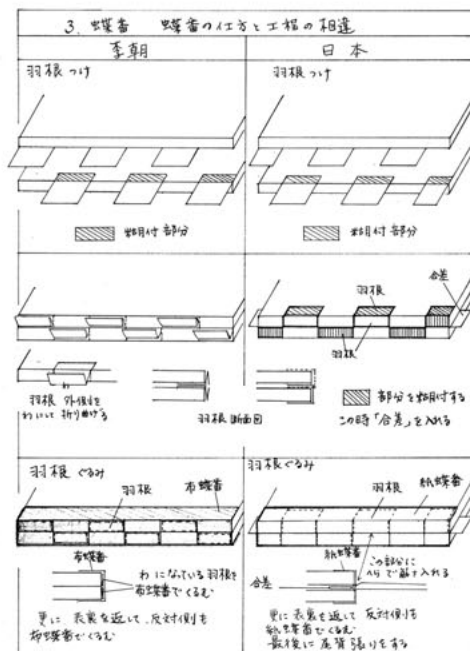 3. 蝶番　蝶番の仕方と工程の相違
李朝
日本
羽根つけ
羽根つけ
糊付部分
糊付部分
羽根
合差
羽根
わ
羽根 外側を
わにして折り曲げる
羽根断面図
部分を糊付する
この時「合差」を入れる
羽根ぐるみ
布蝶番
羽根
羽根ぐるみ
紙蝶番
羽根
布蝶番
わになっている羽根を
布蝶番でくるむ
更に表裏を返して、反対側も
布蝶番でくるむ
紙蝶番
合差
この部分に
ヘラで筋を入れる
更に表裏を返して反対側も
紙蝶番でくるむ
最後に尾背張りをする